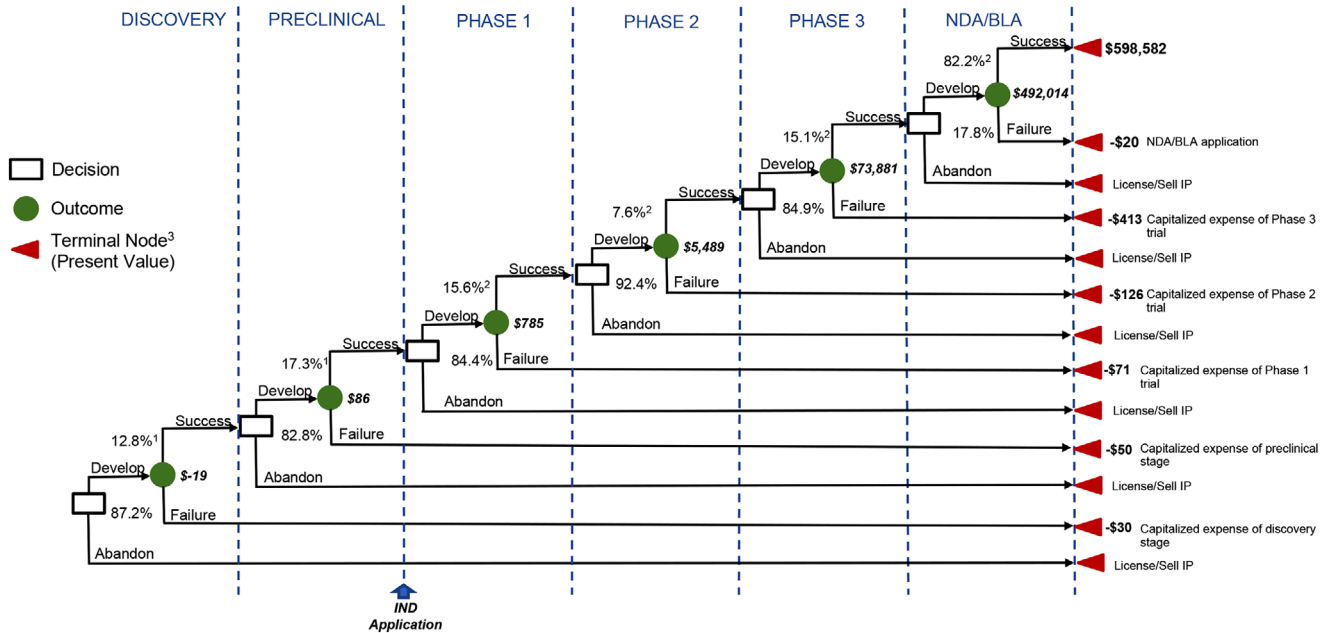 DISCOVERY
PRECLINICAL
PHASE 1
PHASE 2
PHASE 3
NDA/BLA
Success
$598,582
82.2%²
Develop
$492,014
Success
17.8%
Failure
-$20 NDA/BLA application
15.1%²
Develop
$73,881
Abandon
License/Sell IP
Success
84.9%
Failure
-$413 Capitalized expense of Phase 3
trial
7.6%²
Develop
$5,489
Abandon
License/Sell IP
Success
92.4%
Failure
-$126 Capitalized expense of Phase 2
trial
15.6%²
Develop
$785
Abandon
License/Sell IP
Success
84.4%
Failure
-$71 Capitalized expense of Phase 1
trial
17.3%¹
Develop
$86
Abandon
License/Sell IP
Success
82.8%
Failure
-$50 Capitalized expense of preclinical
stage
12.8%¹
Develop
$-19
Abandon
License/Sell IP
87.2%
Failure
-$30 Capitalized expense of discovery
stage
Abandon
License/Sell IP
Decision
Outcome
Terminal Node³
(Present Value)
IND
Application